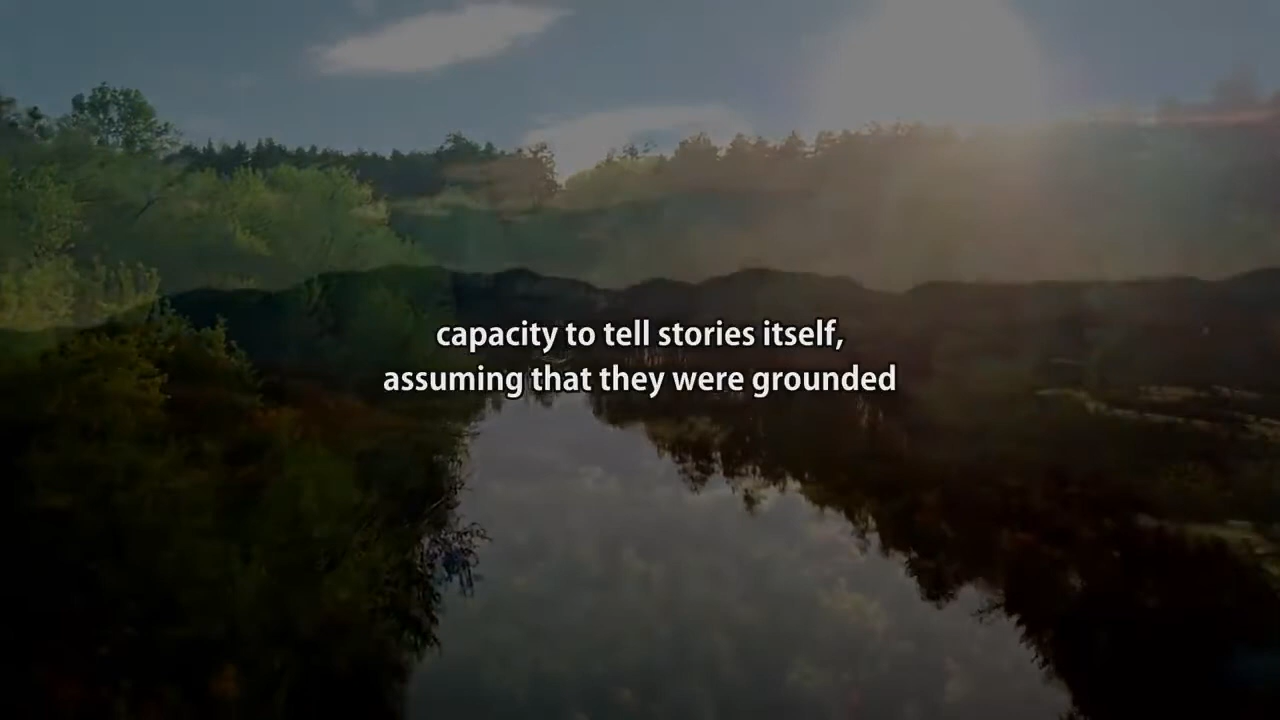 capacity to tell stories itself,
assuming that they were grounded